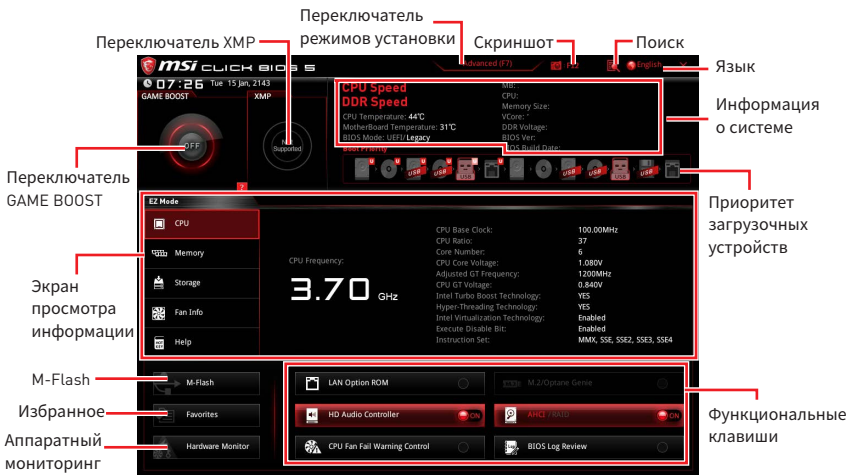 Переключатель
режимов установки
Переключатель XMP
Скриншот
Поиск
Язык
msi CLICK BIOS 5
Advanced (F7)
F12
English
X
07:26 Tue 15 Jan, 2143
GAME BOOST
XMP
OFF
Not
Supported
?
CPU Speed
DDR Speed
CPU Temperature: 44°C
MotherBoard Temperature: 31°C
BIOS Mode: UEFI/Legacy
MB:
CPU:
Memory Size:
VCore:
DDR Voltage:
BIOS Ver:
BIOS Build Date:
Boot Priority
U U U U U U
USB USB USB USB USB USB USB
Информация
о системе
Переключатель
GAME BOOST
Приоритет
загрузочных
устройств
EZ Mode
CPU
Memory
Storage
Fan Info
Help
CPU Frequency:
3.70 GHz
CPU Base Clock: 100.00MHz
CPU Ratio: 37
Core Number: 6
CPU Core Voltage: 1.080V
Adjusted GT Frequency: 1200MHz
CPU GT Voltage: 0.840V
Intel Turbo Boost Technology: YES
Hyper-Threading Technology: YES
Intel Virtualization Technology: Enabled
Execute Disable Bit: Enabled
Instruction Set: MMX, SSE, SSE2, SSE3, SSE4
Экран
просмотра
информации
M-Flash
Избранное
Аппаратный
мониторинг
M-Flash
Favorites
Hardware Monitor
LAN Option ROM
M.2/Optane Genie
HD Audio Controller ON
AHCI /RAID ON
CPU Fan Fail Warning Control
BIOS Log Review
Функциональные
клавиши